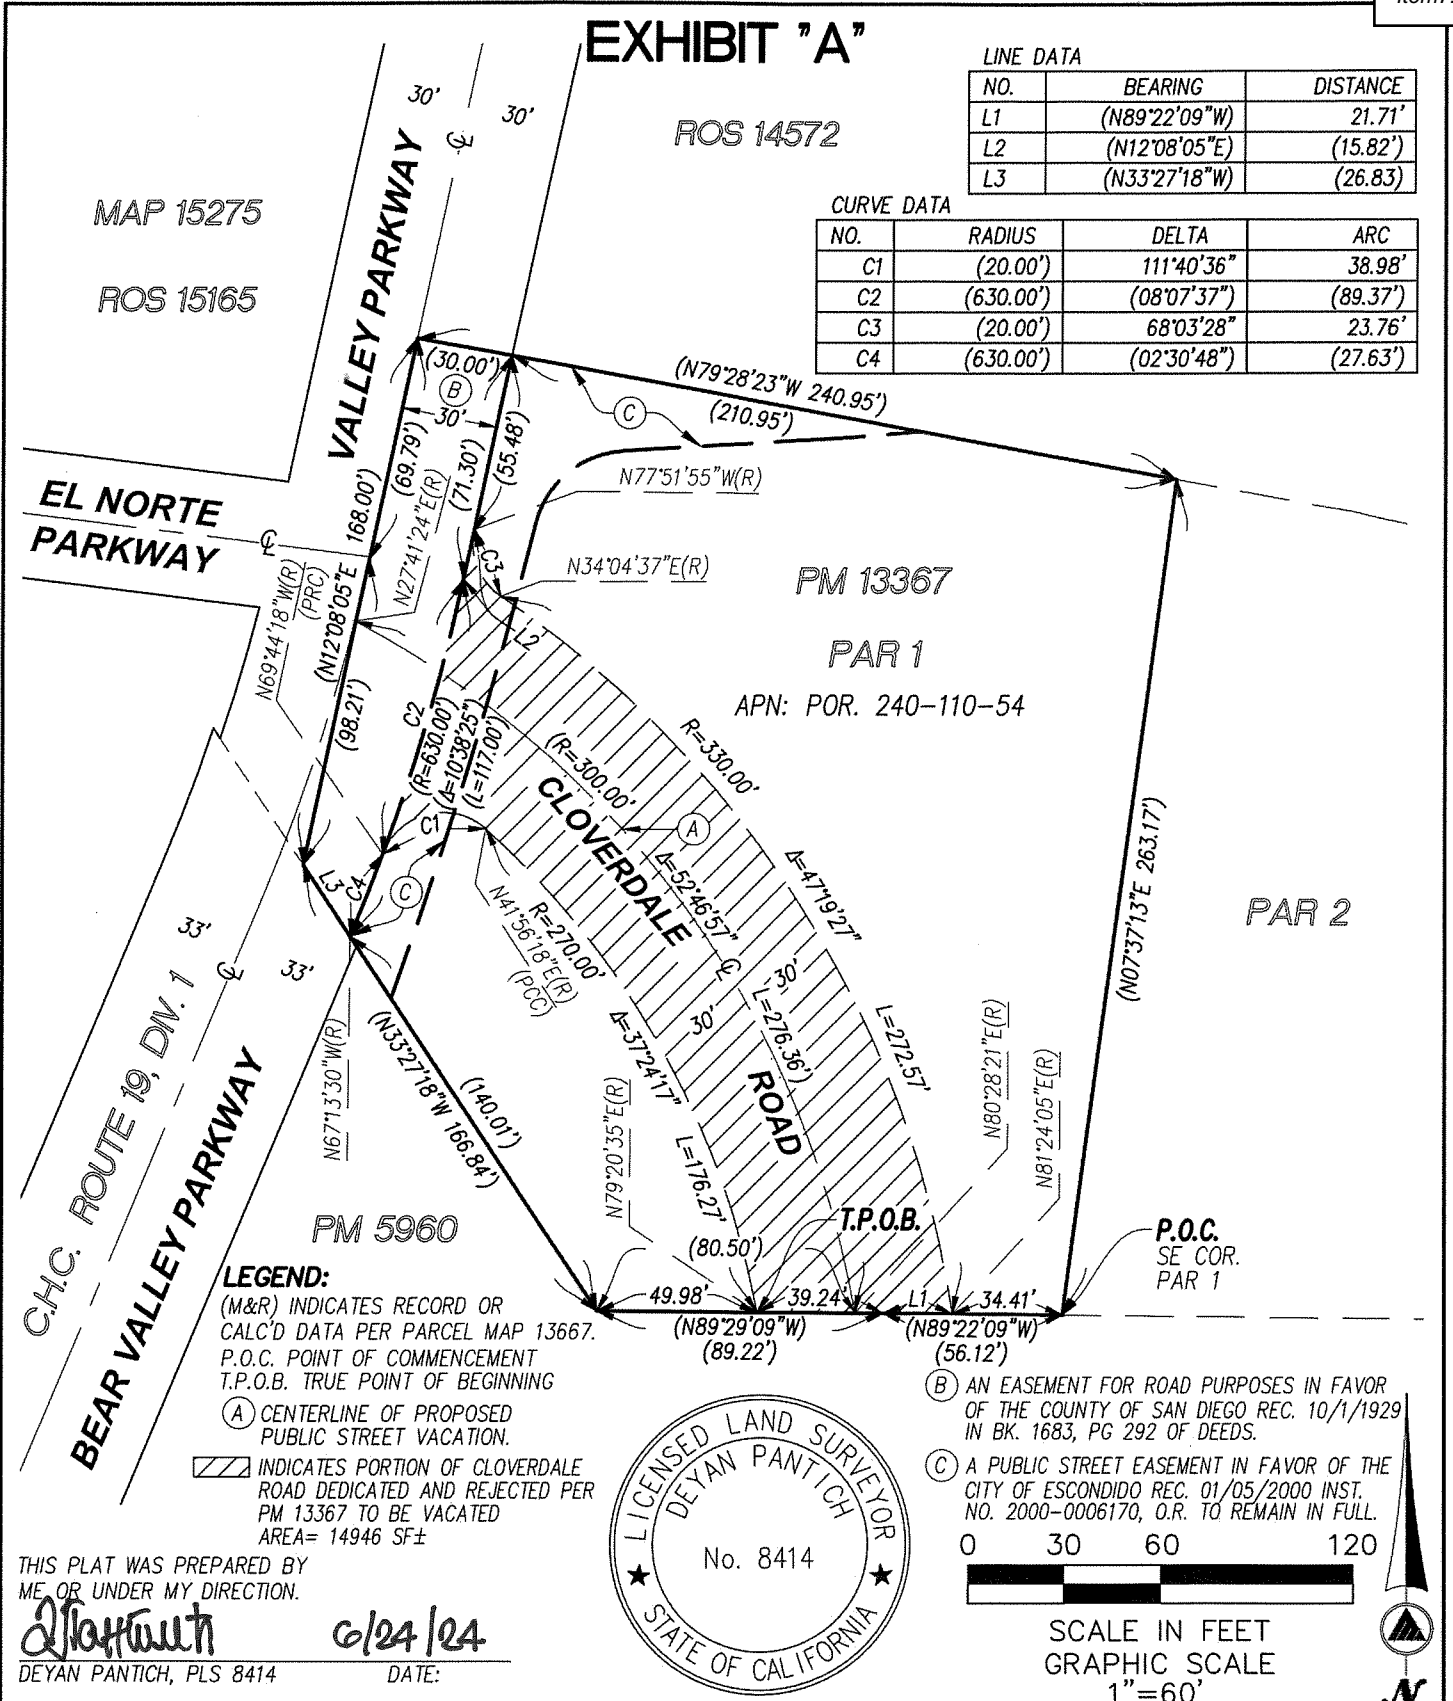 EXHIBIT "A"
LINE DATA
NO. BEARING DISTANCE
L1 (N89°22'09"W) 21.71'
L2 (N12°08'05"E) (15.82')
L3 (N33°27'18"W) (26.83)
CURVE DATA
NO. RADIUS DELTA ARC
C1 (20.00') 111°40'36" 38.98'
C2 (630.00') (08°07'37") (89.37')
C3 (20.00') 68°03'28" 23.76'
C4 (630.00') (02°30'48") (27.63')
30'
30'
℄
ROS 14572
MAP 15275
ROS 15165
VALLEY PARKWAY
EL NORTE
PARKWAY
℄
(30.00')
B
30'
(N79°28'23"W 240.95')
(210.95')
C
(69.79')
(71.30')
(55.48')
N77°51'55"W(R)
N27°41'24"E(R)
(N12°08'05"E 168.00')
N69°44'18"W(R)
(PRC)
C3
N34°04'37"E(R)
L2
PM 13367
PAR 1
APN: POR. 240-110-54
(98.21')
C2
(R=630.00')
(Δ=10°38'25")
(L=117.00')
C1
R=330.00'
(R=300.00'
CLOVERDALE
A
Δ=52°46'57"
Δ=47°19'27"
(N07°37'13"E 263.17')
PAR 2
L3
C4
C
N41°56'18"E(R)
(PCC)
R=270.00'
℄
30'
30'
L=276.36')
L=272.57'
33'
℄
33'
C.H.C. ROUTE 19, DIV. 1
BEAR VALLEY PARKWAY
N67°13'30"W(R)
(N33°27'18"W 166.84')
(140.01')
Δ=37°24'17"
ROAD
N80°28'21"E(R)
N81°24'05"E(R)
N79°20'35"E(R)
L=176.27'
PM 5960
(80.50')
T.P.O.B.
P.O.C.
SE COR.
PAR 1
49.98'
39.24'
L1
34.41'
(N89°29'09"W)
(89.22')
(N89°22'09"W)
(56.12')
LEGEND:
(M&R) INDICATES RECORD OR
CALC'D DATA PER PARCEL MAP 13667.
P.O.C. POINT OF COMMENCEMENT
T.P.O.B. TRUE POINT OF BEGINNING
A CENTERLINE OF PROPOSED
PUBLIC STREET VACATION.
INDICATES PORTION OF CLOVERDALE
ROAD DEDICATED AND REJECTED PER
PM 13367 TO BE VACATED
AREA= 14946 SF±
B AN EASEMENT FOR ROAD PURPOSES IN FAVOR
OF THE COUNTY OF SAN DIEGO REC. 10/1/1929
IN BK. 1683, PG 292 OF DEEDS.
C A PUBLIC STREET EASEMENT IN FAVOR OF THE
CITY OF ESCONDIDO REC. 01/05/2000 INST.
NO. 2000-0006170, O.R. TO REMAIN IN FULL.
LICENSED LAND SURVEYOR
DEYAN PANTICH
No. 8414
★ STATE OF CALIFORNIA ★
THIS PLAT WAS PREPARED BY
ME OR UNDER MY DIRECTION.
6/24/24
DEYAN PANTICH, PLS 8414 DATE:
0 30 60 120
SCALE IN FEET
GRAPHIC SCALE
1"=60'
N